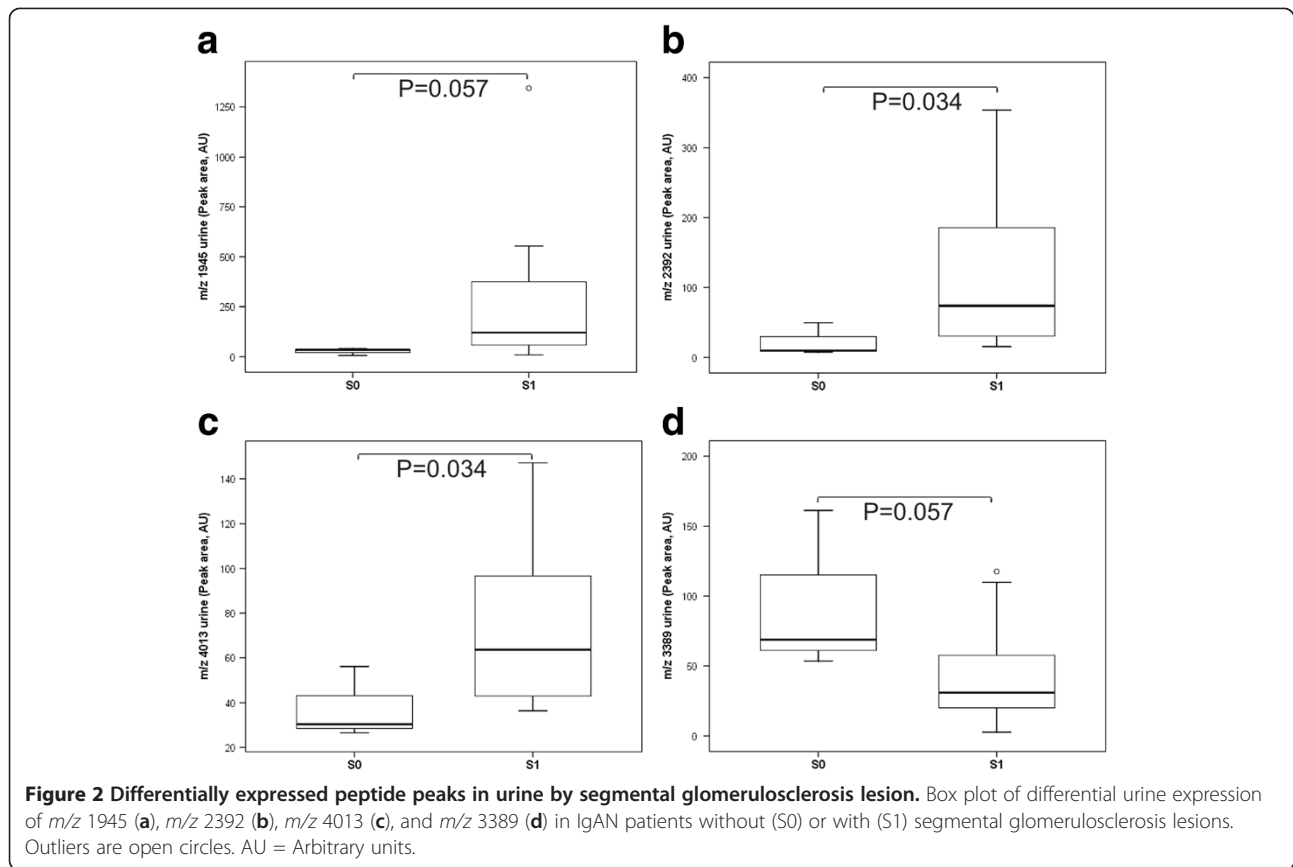 a
P=0.057
m/z 1945 urine (Peak area, AU)
1250
1000
750
500
250
0
S0
S1
b
P=0.034
m/z 2392 urine (Peak area, AU)
400
300
200
100
0
S0
S1
c
P=0.034
m/z 4013 urine (Peak area, AU)
140
120
100
80
60
40
20
S0
S1
d
P=0.057
m/z 3389 urine (Peak area, AU)
200
150
100
50
0
S0
S1
Figure 2 Differentially expressed peptide peaks in urine by segmental glomerulosclerosis lesion. Box plot of differential urine expression
of m/z 1945 (a), m/z 2392 (b), m/z 4013 (c), and m/z 3389 (d) in IgAN patients without (S0) or with (S1) segmental glomerulosclerosis lesions.
Outliers are open circles. AU = Arbitrary units.